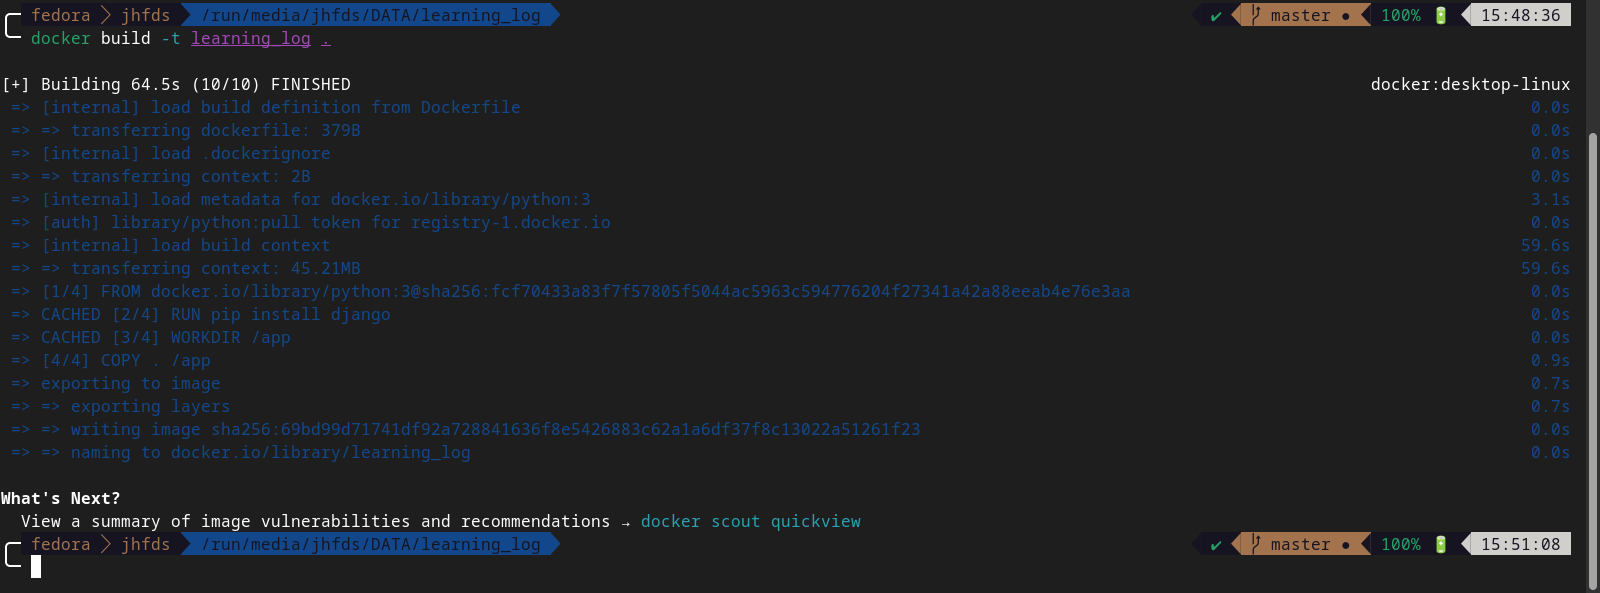 fedora jhfds /run/media/jhfds/DATA/learning_log ✔ master ● 100% 🔋 15:48:36
docker build -t learning_log .
[+] Building 64.5s (10/10) FINISHED docker:desktop-linux
=> [internal] load build definition from Dockerfile 0.0s
=> => transferring dockerfile: 379B 0.0s
=> [internal] load .dockerignore 0.0s
=> => transferring context: 2B 0.0s
=> [internal] load metadata for docker.io/library/python:3 3.1s
=> [auth] library/python:pull token for registry-1.docker.io 0.0s
=> [internal] load build context 59.6s
=> => transferring context: 45.21MB 59.6s
=> [1/4] FROM docker.io/library/python:3@sha256:fcf70433a83f7f57805f5044ac5963c594776204f27341a42a88eeab4e76e3aa 0.0s
=> CACHED [2/4] RUN pip install django 0.0s
=> CACHED [3/4] WORKDIR /app 0.0s
=> [4/4] COPY . /app 0.9s
=> exporting to image 0.7s
=> => exporting layers 0.7s
=> => writing image sha256:69bd99d71741df92a728841636f8e5426883c62a1a6df37f8c13022a51261f23 0.0s
=> => naming to docker.io/library/learning_log 0.0s
What's Next?
View a summary of image vulnerabilities and recommendations → docker scout quickview
fedora jhfds /run/media/jhfds/DATA/learning_log ✔ master ● 100% 🔋 15:51:08